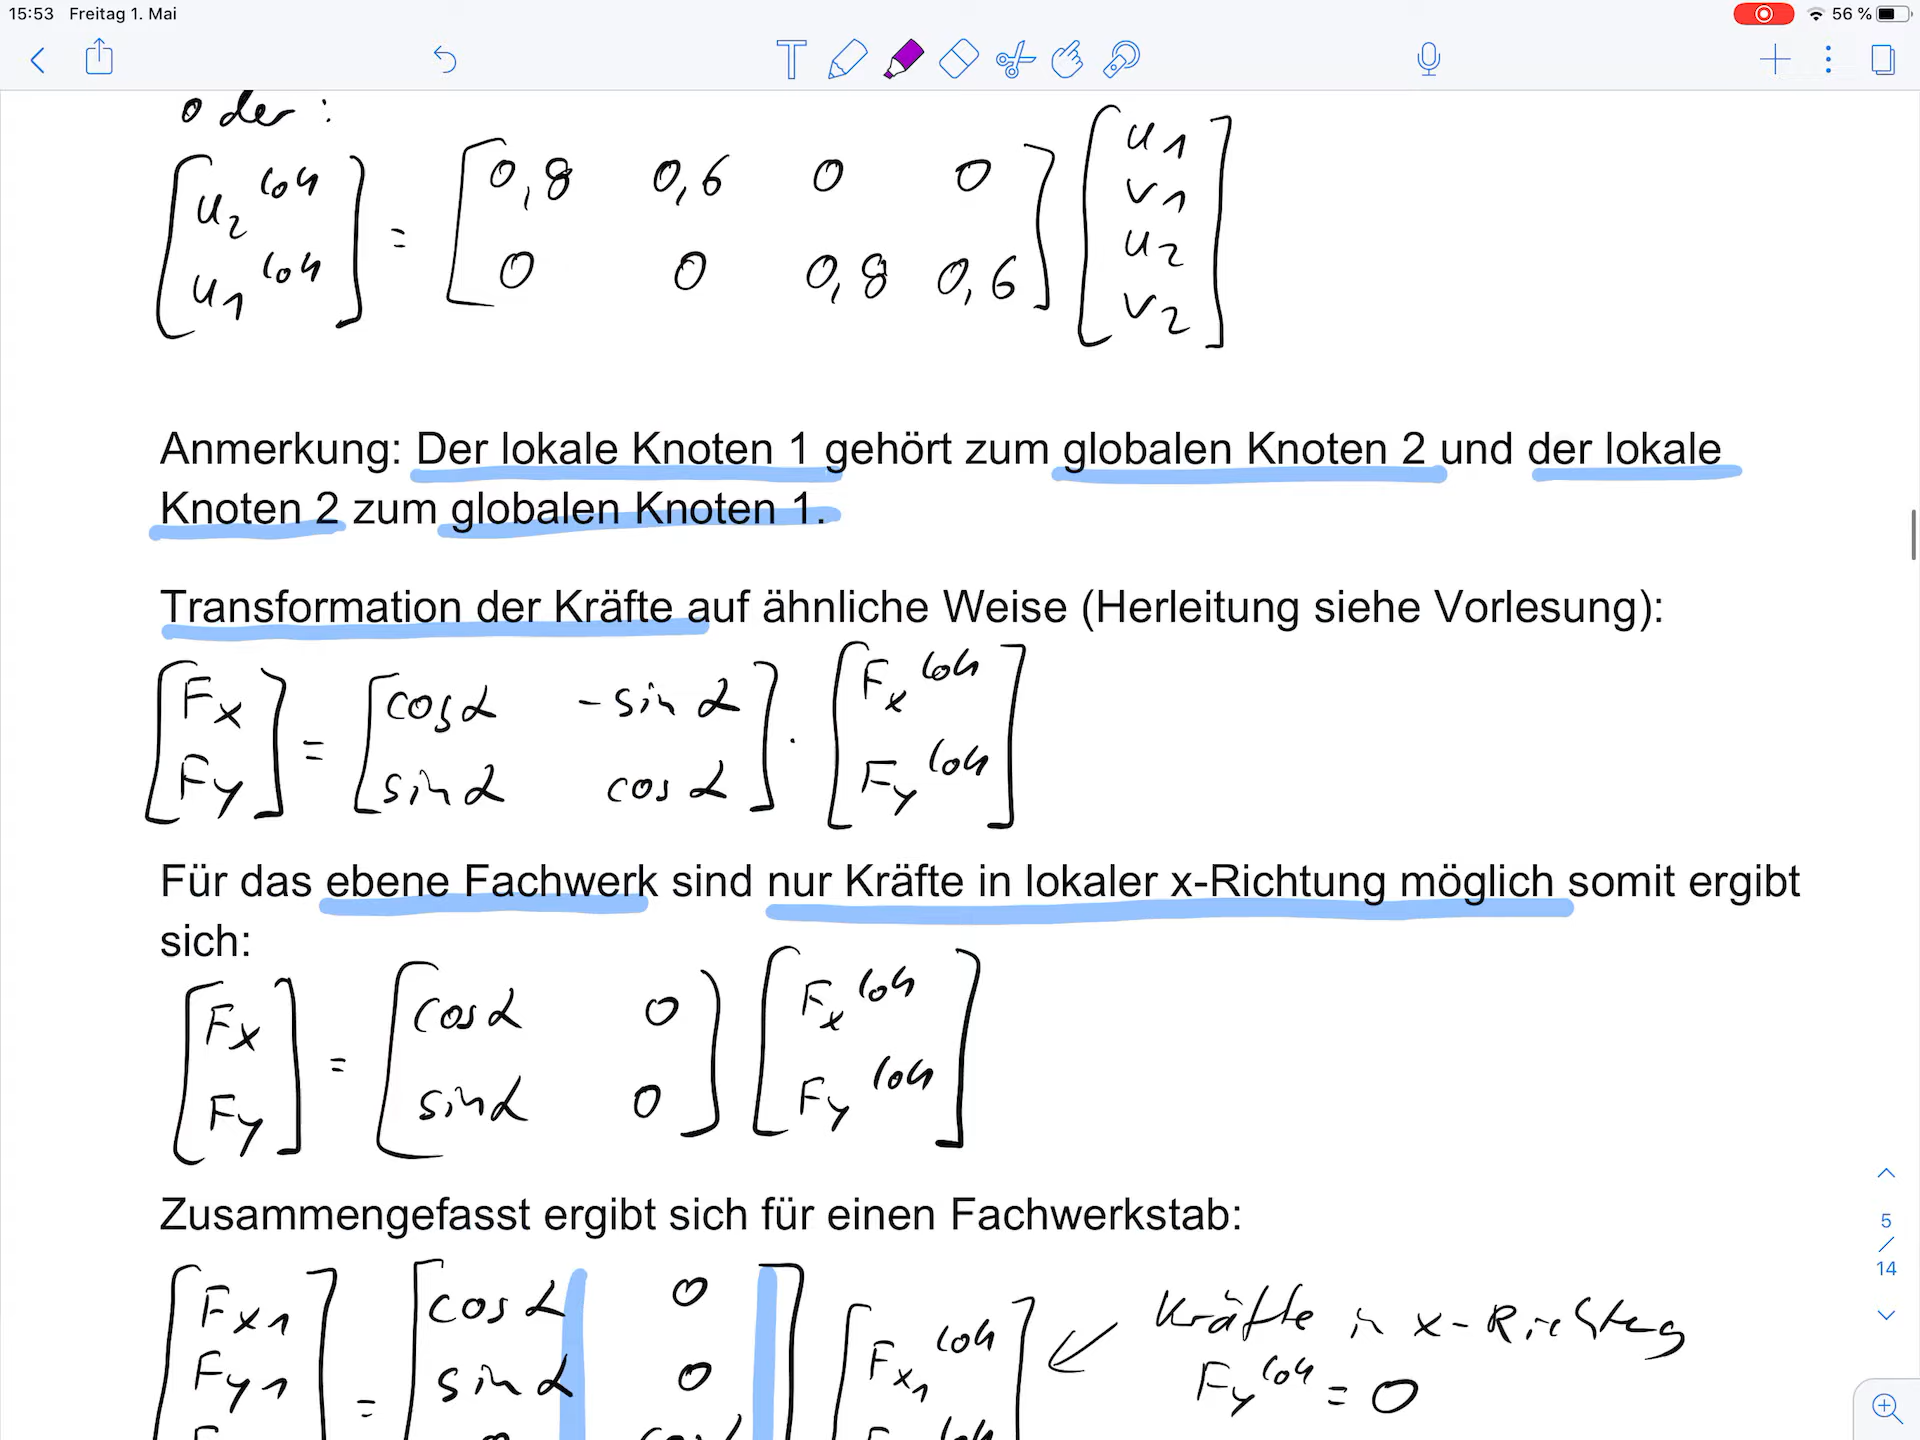 15:53 Freitag 1. Mai 56 %
T
oder:
[u₂^lok u₁^lok] = [0,8 0,6 0 0; 0 0 0,8 0,6] [u₁ v₁ u₂ v₂]
Anmerkung: Der lokale Knoten 1 gehört zum globalen Knoten 2 und der lokale
Knoten 2 zum globalen Knoten 1.
Transformation der Kräfte auf ähnliche Weise (Herleitung siehe Vorlesung):
[Fx Fy] = [cos α -sin α; sin α cos α] · [Fx^lok Fy^lok]
Für das ebene Fachwerk sind nur Kräfte in lokaler x-Richtung möglich somit ergibt
sich:
[Fx Fy] = [cos α 0; sin α 0] [Fx^lok Fy^lok]
5
/
14
Zusammengefasst ergibt sich für einen Fachwerkstab:
[Fx1 Fy1 = [cos α 0; sin α 0 [Fx₁^lok
Kräfte in x-Richtung
Fy^lok = 0